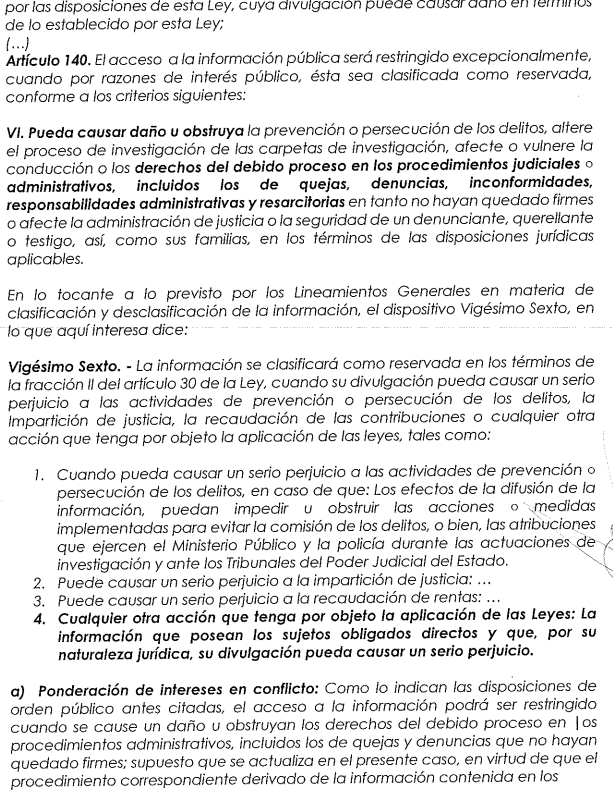 por las disposiciones de esta Ley, cuya divulgación puede causar daño en términos
de lo establecido por esta Ley;
(...)
Artículo 140. El acceso a la información pública será restringido excepcionalmente,
cuando por razones de interés público, ésta sea clasificada como reservada,
conforme a los criterios siguientes:
VI. Pueda causar daño u obstruya la prevención o persecución de los delitos, altere
el proceso de investigación de las carpetas de investigación, afecte o vulnere la
conducción o los derechos del debido proceso en los procedimientos judiciales o
administrativos, incluidos los de quejas, denuncias, inconformidades,
responsabilidades administrativas y resarcitorias en tanto no hayan quedado firmes
o afecte la administración de justicia o la seguridad de un denunciante, querellante
o testigo, así, como sus familias, en los términos de las disposiciones jurídicas
aplicables.
En lo tocante a lo previsto por los Lineamientos Generales en materia de
clasificación y desclasificación de la información, el dispositivo Vigésimo Sexto, en
lo que aquí interesa dice:
Vigésimo Sexto. - La información se clasificará como reservada en los términos de
la fracción II del artículo 30 de la Ley, cuando su divulgación pueda causar un serio
perjuicio a las actividades de prevención o persecución de los delitos, la
Impartición de justicia, la recaudación de las contribuciones o cualquier otra
acción que tenga por objeto la aplicación de las leyes, tales como:
1. Cuando pueda causar un serio perjuicio a las actividades de prevención o
persecución de los delitos, en caso de que: Los efectos de la difusión de la
información, puedan impedir u obstruir las acciones o medidas
implementadas para evitar la comisión de los delitos, o bien, las atribuciones
que ejercen el Ministerio Público y la policía durante las actuaciones de
investigación y ante los Tribunales del Poder Judicial del Estado.
2. Puede causar un serio perjuicio a la impartición de justicia: ...
3. Puede causar un serio perjuicio a la recaudación de rentas: ...
4. Cualquier otra acción que tenga por objeto la aplicación de las Leyes: La
información que posean los sujetos obligados directos y que, por su
naturaleza jurídica, su divulgación pueda causar un serio perjuicio.
a) Ponderación de intereses en conflicto: Como lo indican las disposiciones de
orden público antes citadas, el acceso a la información podrá ser restringido
cuando se cause un daño u obstruyan los derechos del debido proceso en |os
procedimientos administrativos, incluidos los de quejas y denuncias que no hayan
quedado firmes; supuesto que se actualiza en el presente caso, en virtud de que el
procedimiento correspondiente derivado de la información contenida en los